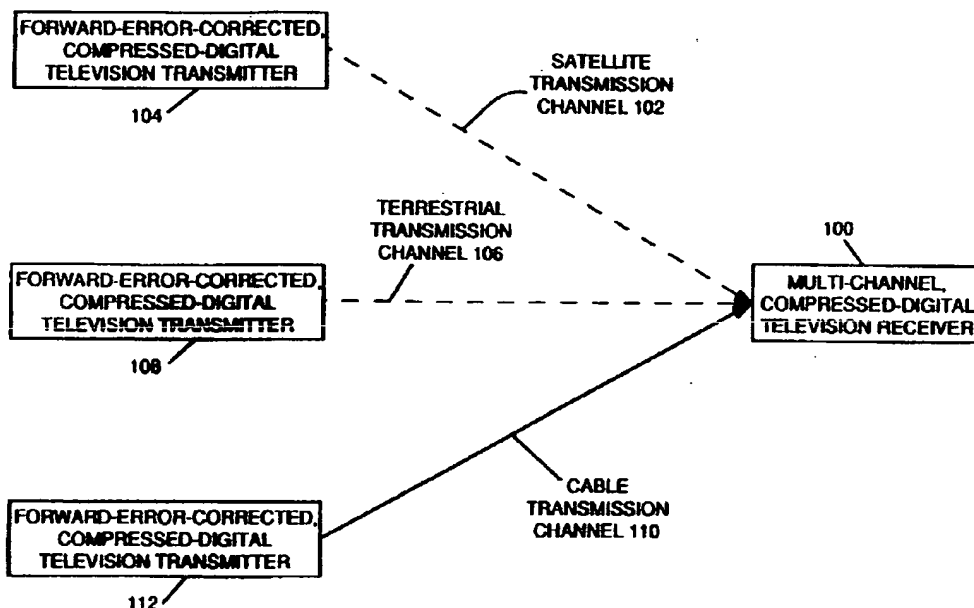 FORWARD-ERROR-CORRECTED,
COMPRESSED-DIGITAL
TELEVISION TRANSMITTER
104
SATELLITE
TRANSMISSION
CHANNEL 102
TERRESTRIAL
TRANSMISSION
CHANNEL 106
FORWARD-ERROR-CORRECTED,
COMPRESSED-DIGITAL
TELEVISION TRANSMITTER
108
100
MULTI-CHANNEL,
COMPRESSED-DIGITAL
TELEVISION RECEIVER
CABLE
TRANSMISSION
CHANNEL 110
FORWARD-ERROR-CORRECTED,
COMPRESSED-DIGITAL
TELEVISION TRANSMITTER
112